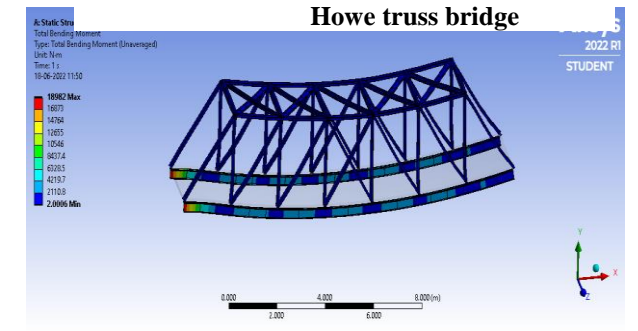 Howe truss bridge
A: Static Stru
Total Bending Moment
Type: Total Bending Moment (Unaveraged)
Unit: N·m
Time: 1 s
18-06-2022 11:50
18982 Max
16873
14764
12655
10546
8437.4
6328.5
4219.7
2110.8
2.0006 Min
2022 R1
STUDENT
Y
X
Z
0.000 4.000 8.000 (m)
2.000 6.000